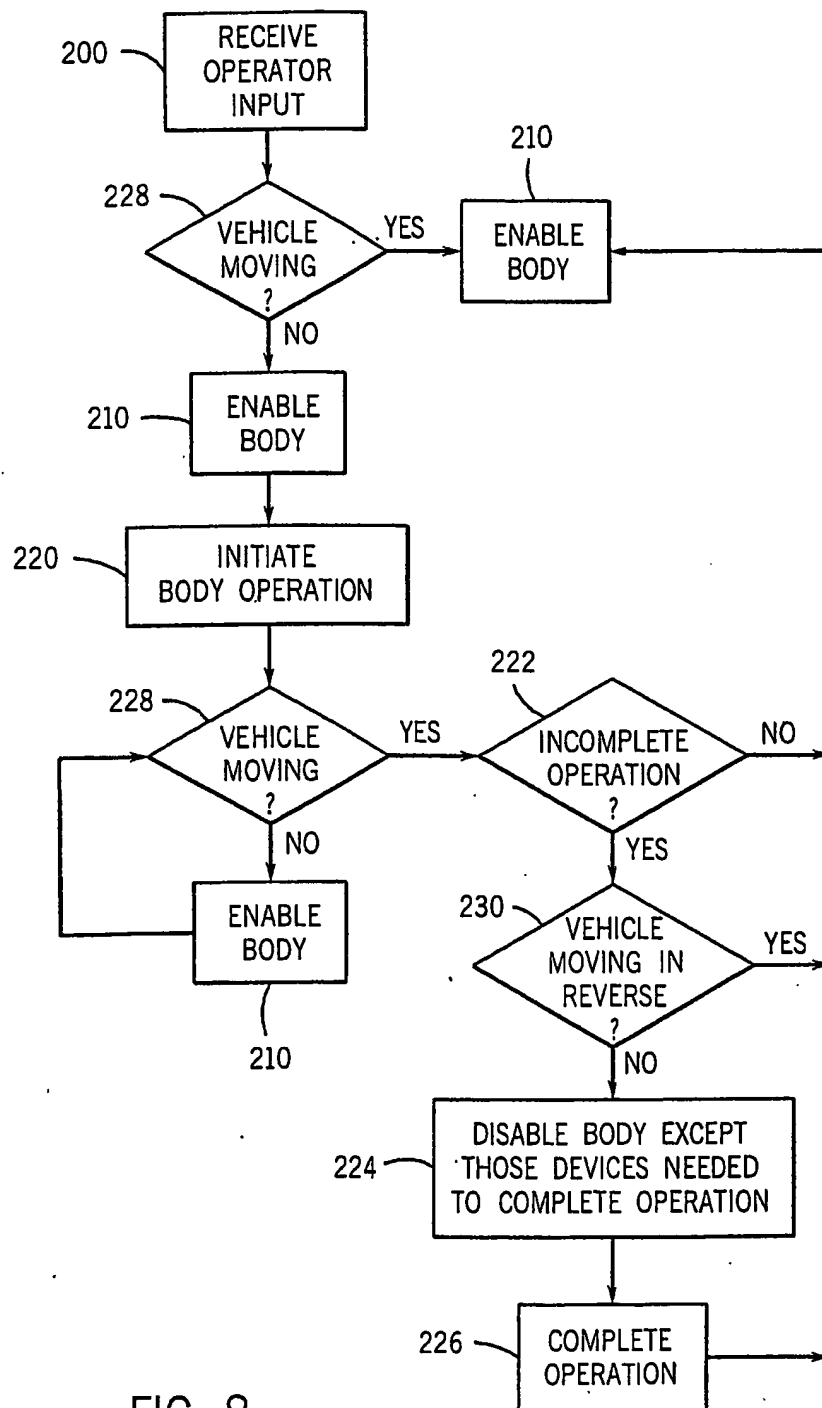 200
RECEIVE
OPERATOR
INPUT
210
228
VEHICLE
MOVING
?
YES
ENABLE
BODY
NO
210
ENABLE
BODY
220
INITIATE
BODY OPERATION
228
VEHICLE
MOVING
?
YES
222
INCOMPLETE
OPERATION
?
NO
NO
YES
ENABLE
BODY
210
230
VEHICLE
MOVING IN
REVERSE
?
YES
NO
224
DISABLE BODY EXCEPT
THOSE DEVICES NEEDED
TO COMPLETE OPERATION
226
COMPLETE
OPERATION
FIG. 8